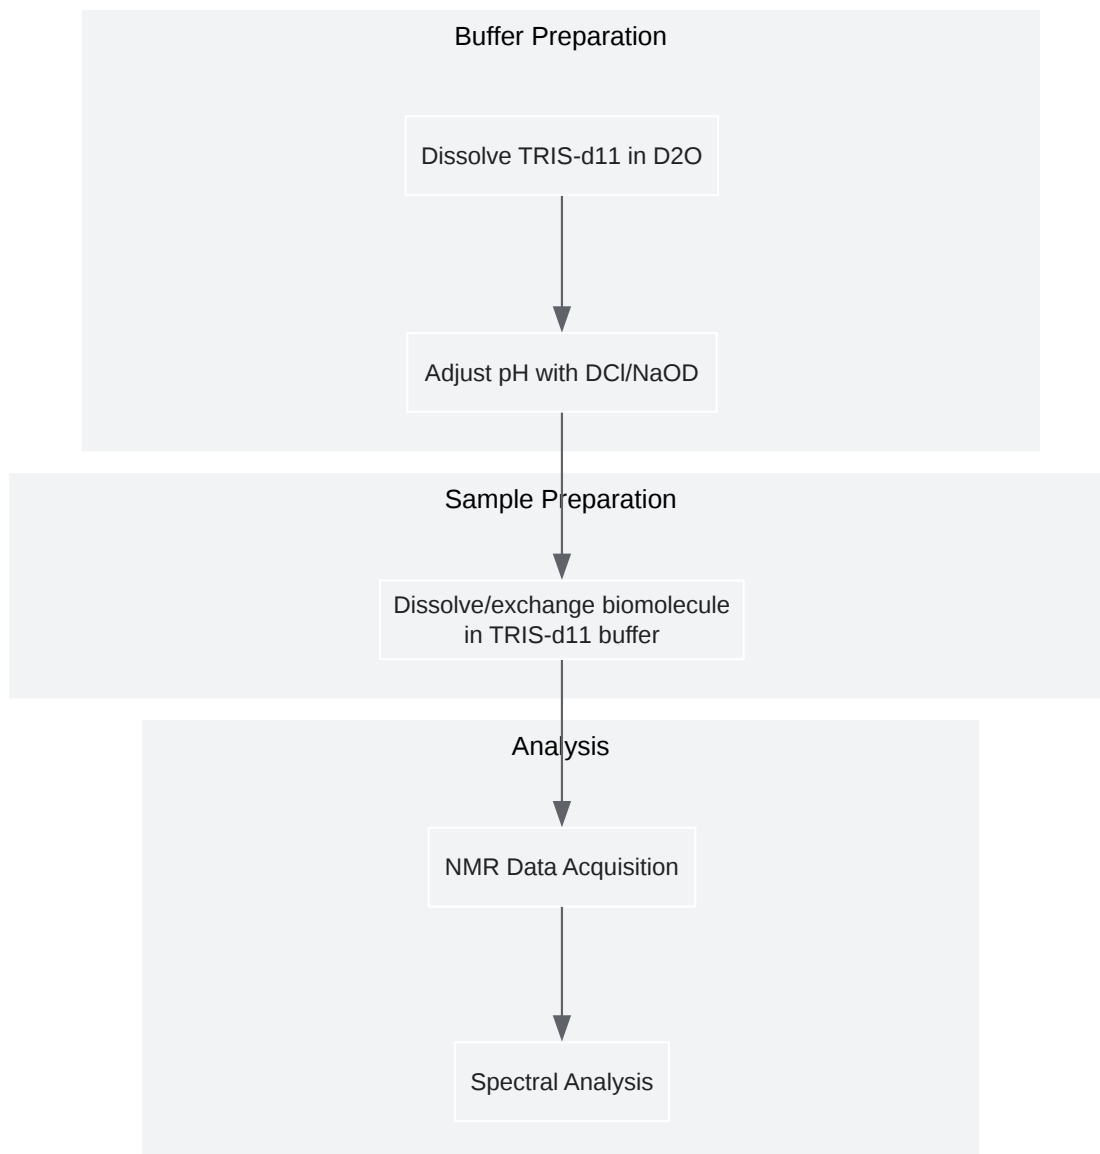 Buffer Preparation
Dissolve TRIS-d11 in D2O
Adjust pH with DCl/NaOD
Sample Preparation
Dissolve/exchange biomolecule
in TRIS-d11 buffer
Analysis
NMR Data Acquisition
Spectral Analysis